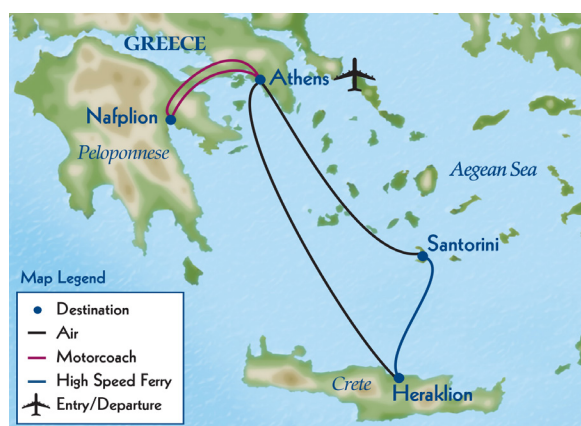 GREECE
Athens
Nafplion
Peloponnese
Aegean Sea
Santorini
Map Legend
Destination
Air
Motorcoach
High Speed Ferry
Entry/Departure
Crete
Heraklion